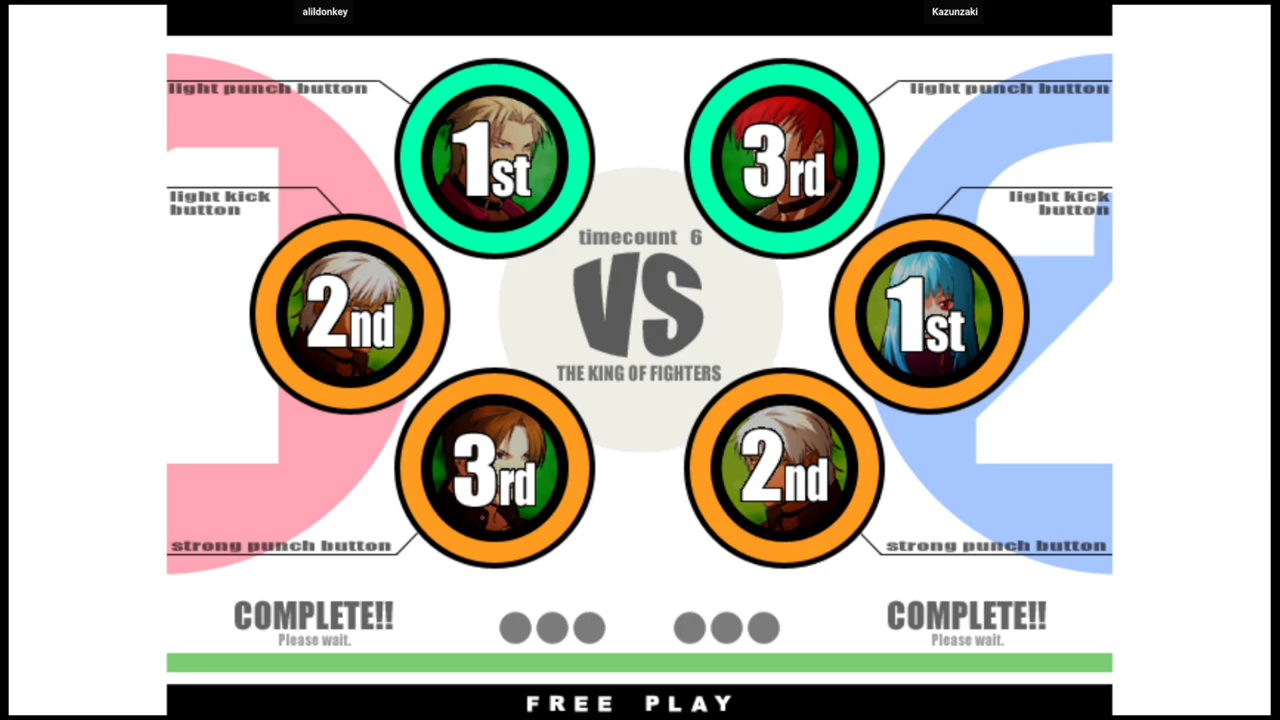 alildonkey
Kazunzaki
light punch button
light punch button
1st
3rd
light kick
button
light kick
button
timecount 6
VS
THE KING OF FIGHTERS
2nd
1st
3rd
2nd
strong punch button
strong punch button
COMPLETE!!
Please wait.
COMPLETE!!
Please wait.
FREE PLAY